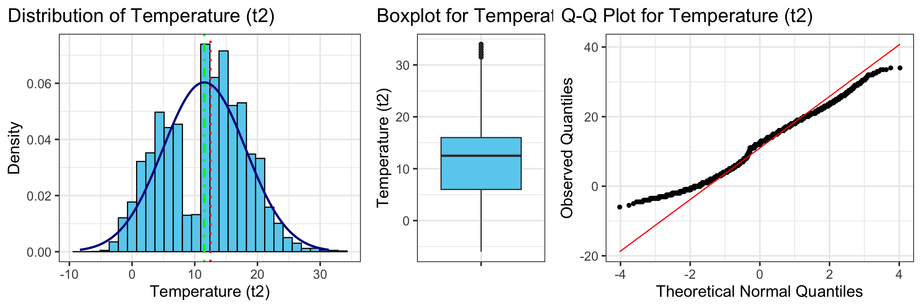 Distribution of Temperature (t2)
Density
0.06
0.04
0.02
0.00
-10
0
10
20
30
Temperature (t2)
Boxplot for Temperat
Temperature (t2)
30
20
10
0
Q-Q Plot for Temperature (t2)
Observed Quantiles
40
20
0
-20
-4
-2
0
2
4
Theoretical Normal Quantiles